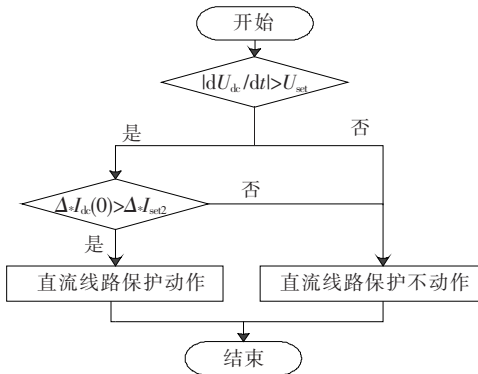 开始
|dU_dc/dt|>U_set
是
否
Δ*I_dc(0)>Δ*I_set2
否
是
直流线路保护动作
直流线路保护不动作
结束